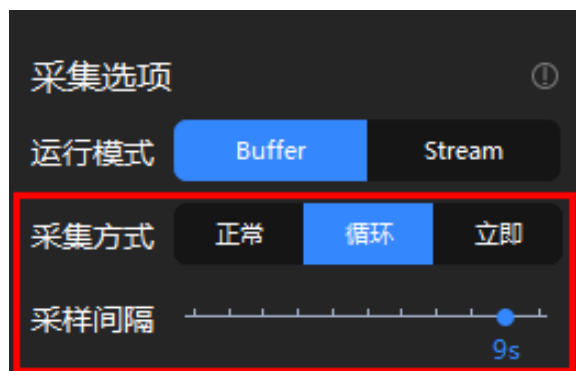 采集选项
运行模式 Buffer Stream
采集方式 正常 循环 立即
采样间隔
9s